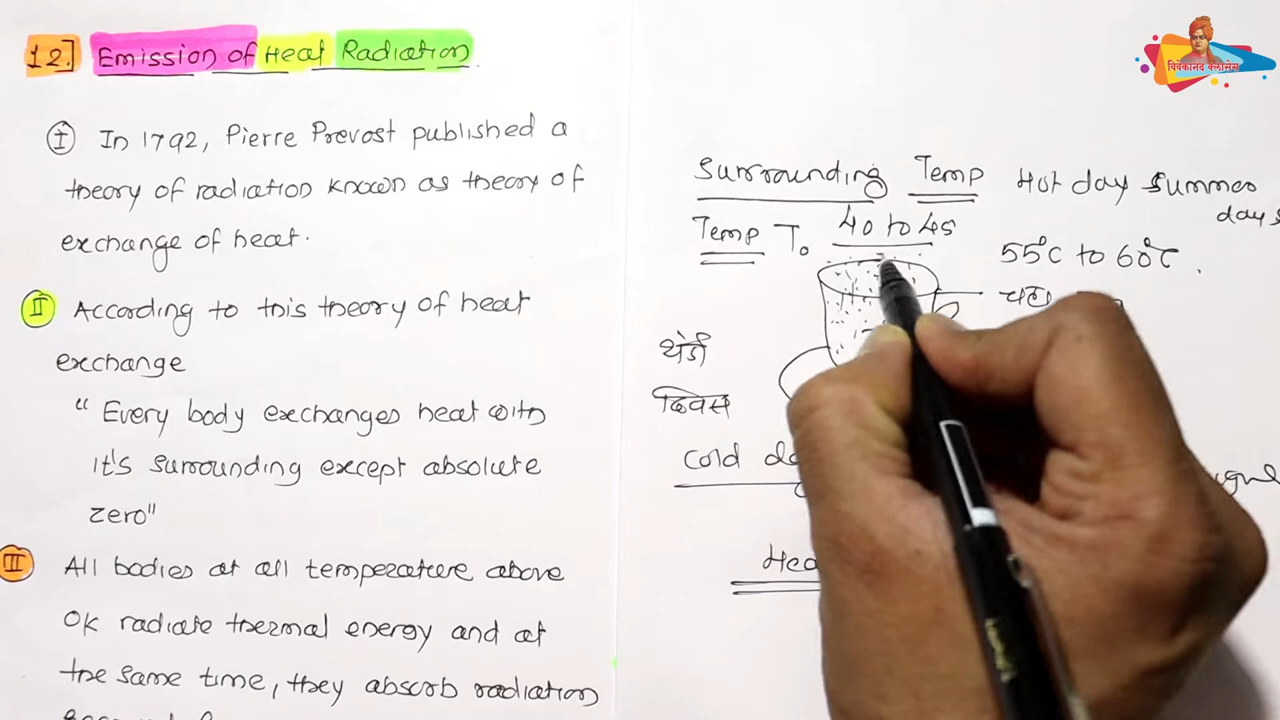 12.] Emission of Heat Radiation.
I In 1792, Pierre Prevost published a
theory of radiation known as theory of
exchange of heat.
II According to this theory of heat
exchange
" Every body exchanges heat with
it's surrounding except absolute
zero"
III All bodies at all temperature above
0K radiate thermal energy and at
the same time, they absorb radiation
विवेकानंद क्लासेस
Surrounding Temp Hot day summer
days
Temp To 40 to 45
55°C to 60°C.
चहा
थंडी
दिवस
cold
Hea